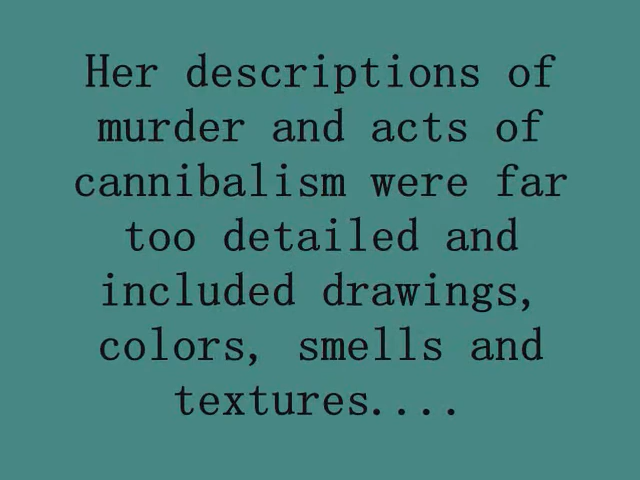 Her descriptions of
murder and acts of
cannibalism were far
too detailed and
included drawings,
colors, smells and
textures....